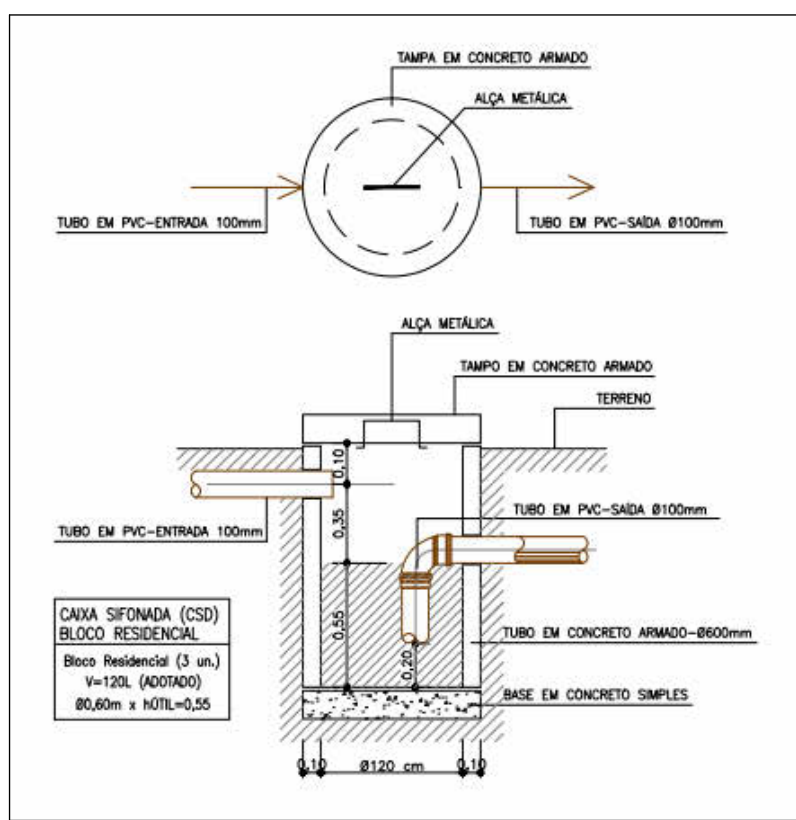 TAMPA EM CONCRETO ARMADO
ALÇA METÁLICA
TUBO EM PVC-ENTRADA 100mm
TUBO EM PVC-SAÍDA Ø100mm
ALÇA METÁLICA
TAMPO EM CONCRETO ARMADO
TERRENO
0,10
TUBO EM PVC-SAÍDA Ø100mm
0,35
TUBO EM PVC-ENTRADA 100mm
CAIXA SIFONADA (CSD)
BLOCO RESIDENCIAL
Bloco Residencial (3 un.)
V=120L (ADOTADO)
Ø0,60m x hÚTIL=0,55
0,55
0,20
TUBO EM CONCRETO ARMADO-Ø600mm
BASE EM CONCRETO SIMPLES
0,10 Ø120 cm 0,10